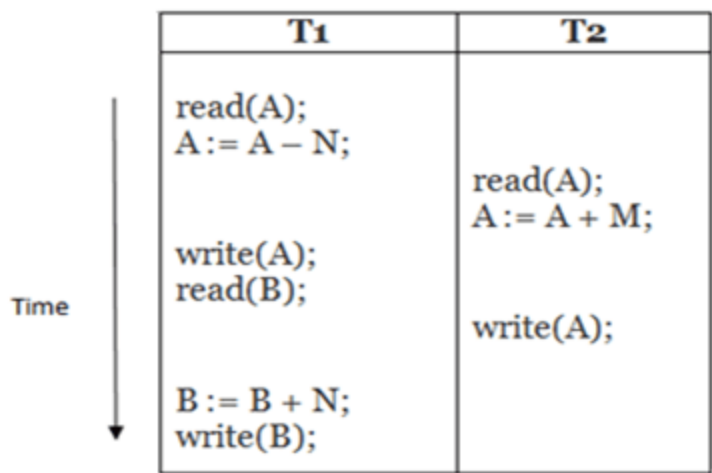 T1 T2
read(A);
A := A – N;
read(A);
A := A + M;
write(A);
read(B);
Time
write(A);
B := B + N;
write(B);